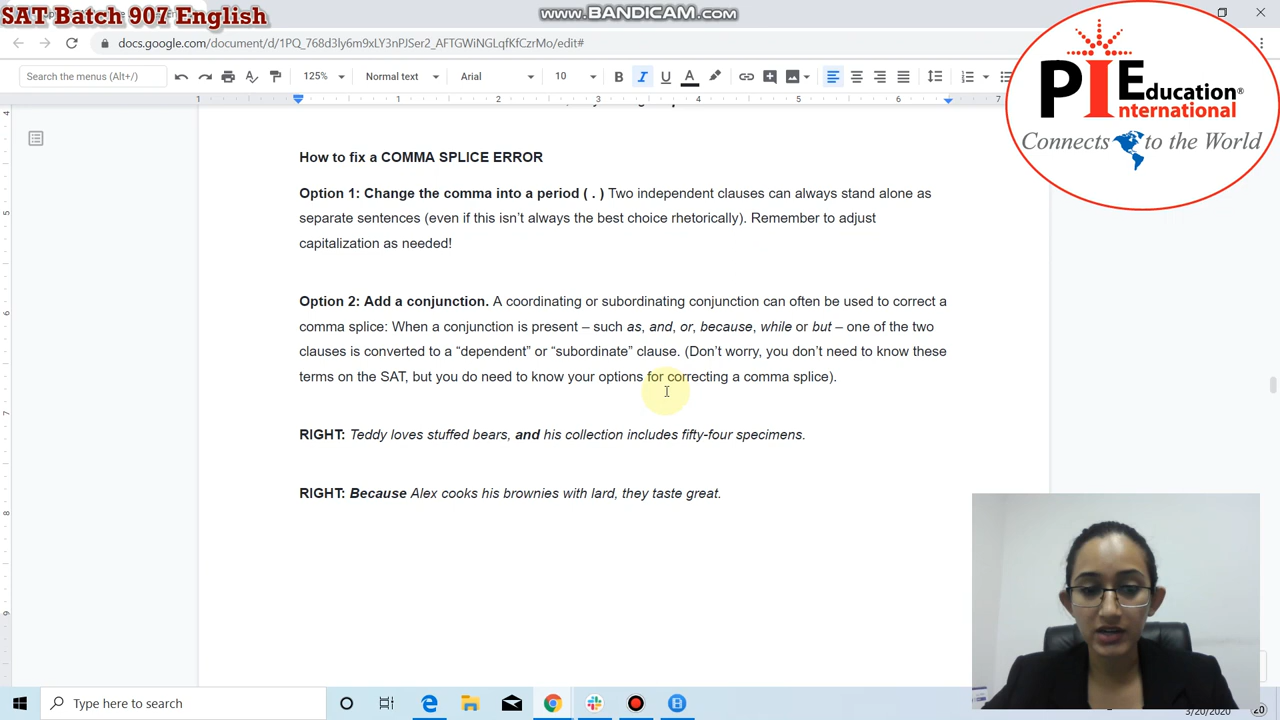 SAT Batch 907 English
www.BANDICAM.com
Education®
PIE
International
Connects to the World
Search the menus (Alt+/)
125%
Normal text
Arial
B
I
U
A
How to fix a COMMA SPLICE ERROR
Option 1: Change the comma into a period ( . ) Two independent clauses can always stand alone as
separate sentences (even if this isn't always the best choice rhetorically). Remember to adjust
capitalization as needed!
Option 2: Add a conjunction. A coordinating or subordinating conjunction can often be used to correct a
comma splice: When a conjunction is present – such as, and, or, because, while or but – one of the two
clauses is converted to a “dependent” or “subordinate” clause. (Don't worry, you don't need to know these
terms on the SAT, but you do need to know your options for correcting a comma splice).
RIGHT: Teddy loves stuffed bears, and his collection includes fifty-four specimens.
RIGHT: Because Alex cooks his brownies with lard, they taste great.
Type here to search
3/20/2020
20